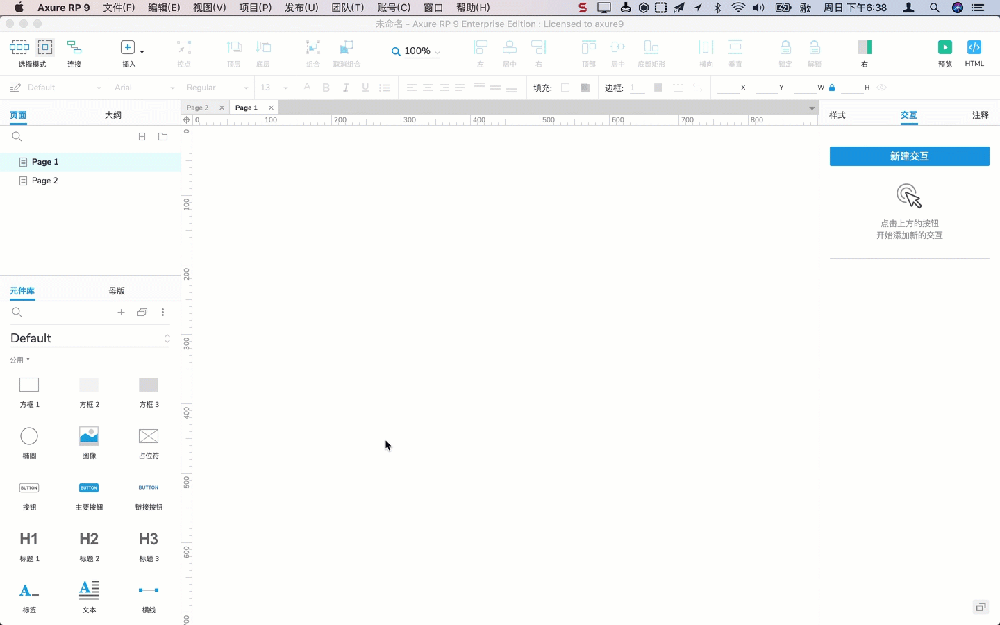 Axure RP 9 文件(F) 编辑(E) 视图(V) 项目(P) 发布(U) 团队(T) 账号(C) 窗口 帮助(H) 周日 下午6:38
未命名 - Axure RP 9 Enterprise Edition : Licensed to axure9
100%
选择模式 连接 插入 控点 顶层 底层 组合 取消组合 左 居中 右 顶部 居中 底部矩形 横向 垂直 锁定 解锁 右 预览 HTML
Default Arial Regular 13 填充: 边框: 1 X Y W H
页面 大纲
Page 2 Page 1
样式 交互 注释
0 100 200 300 400 500 600 700 800
Page 1
Page 2
新建交互
点击上方的按钮
开始添加新的交互
0
100
200
300
400
500
600
元件库 母版
Default
公用
方框 1 方框 2 方框 3
椭圆 图像 占位符
BUTTON BUTTON BUTTON
按钮 主要按钮 链接按钮
H1 H2 H3
标题 1 标题 2 标题 3
A A
标签 文本 横线